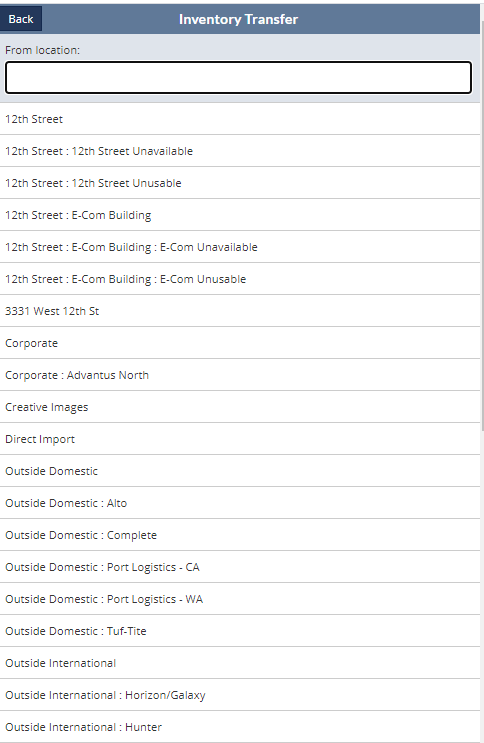 Back
Inventory Transfer
From location:
12th Street
12th Street : 12th Street Unavailable
12th Street : 12th Street Unusable
12th Street : E-Com Building
12th Street : E-Com Building : E-Com Unavailable
12th Street : E-Com Building : E-Com Unusable
3331 West 12th St
Corporate
Corporate : Advantus North
Creative Images
Direct Import
Outside Domestic
Outside Domestic : Alto
Outside Domestic : Complete
Outside Domestic : Port Logistics - CA
Outside Domestic : Port Logistics - WA
Outside Domestic : Tuf-Tite
Outside International
Outside International : Horizon/Galaxy
Outside International : Hunter